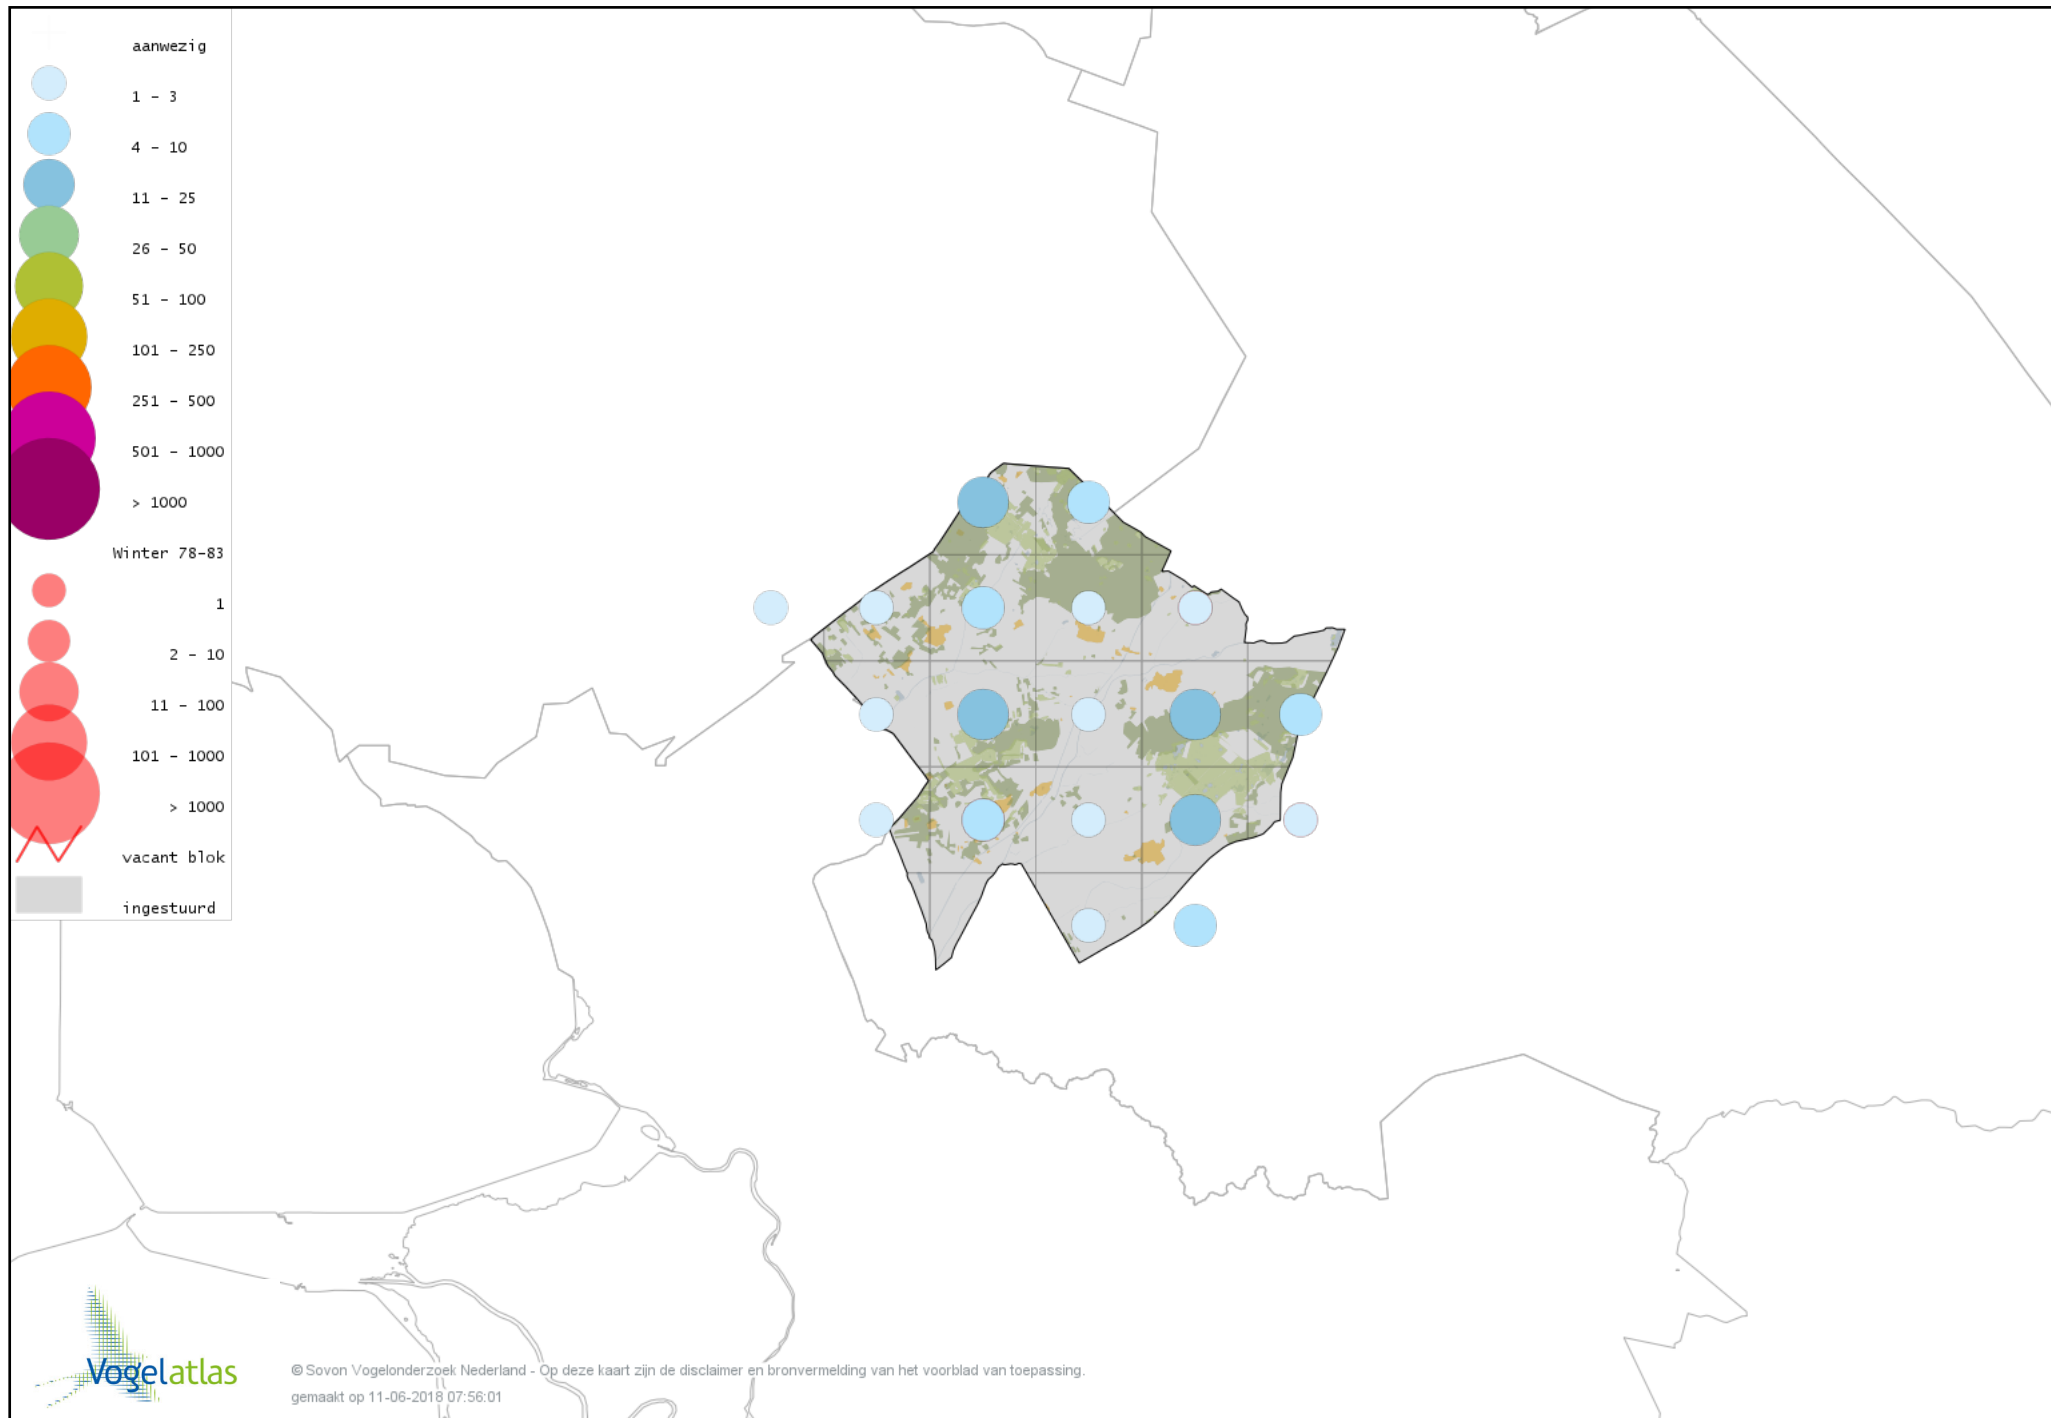 aanwezig
1 - 3
4 - 10
11 - 25
26 - 50
51 - 100
101 - 250
251 - 500
501 - 1000
> 1000
Winter 78-83
1
2 - 10
11 - 100
101 - 1000
> 1000
vacant blok
ingestuurd
Vogelatlas
© Sovon Vogelonderzoek Nederland - Op deze kaart zijn de disclaimer en bronvermelding van het voorblad van toepassing.
gemaakt op 11-06-2018 07:56:01